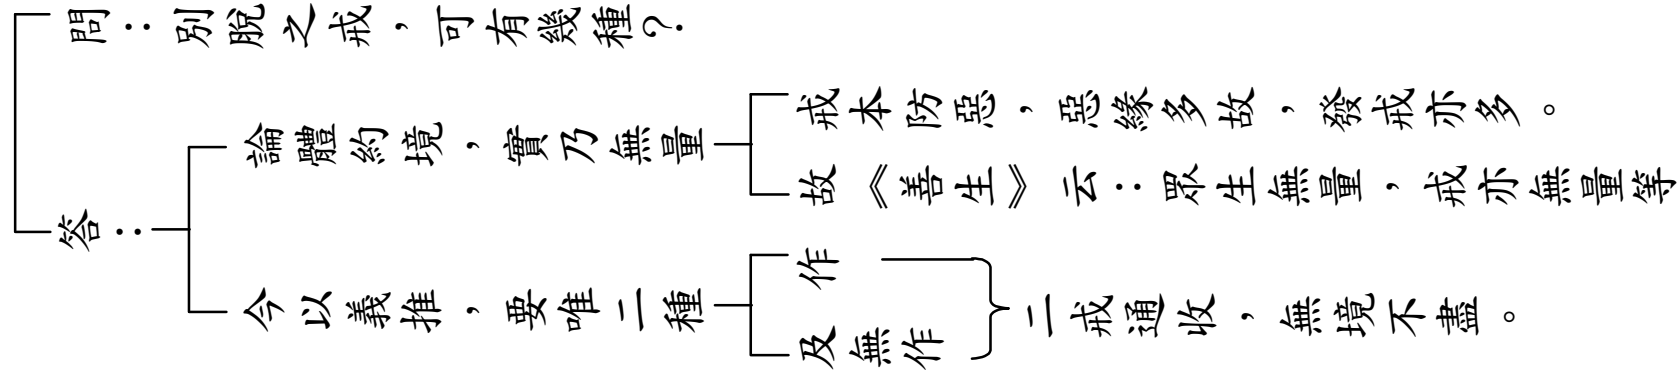 問：別脫之戒，可有幾種？
答：
論體約境，實乃無量
戒本防惡，惡緣多故，發戒亦多。
故《善生》云：眾生無量，戒亦無量等
今以義推，要唯二種
作
及無作
二戒通收，無境不盡。